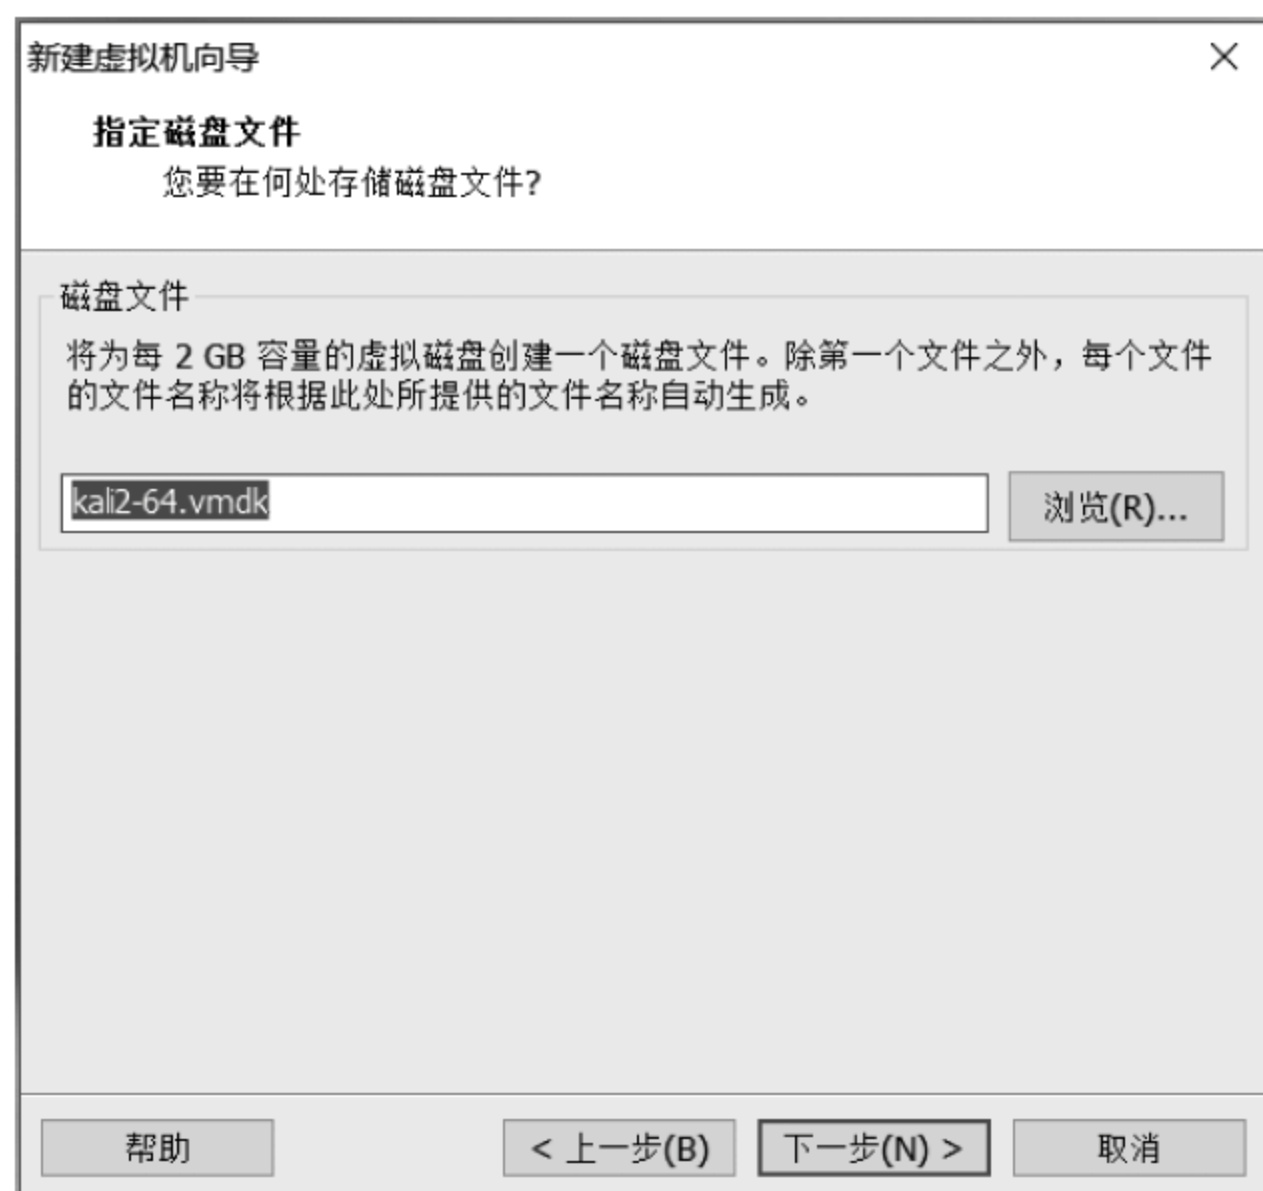 新建虚拟机向导
指定磁盘文件
您要在何处存储磁盘文件?
磁盘文件
将为每 2 GB 容量的虚拟磁盘创建一个磁盘文件。除第一个文件之外，每个文件
的文件名称将根据此处所提供的文件名称自动生成。
kali2-64.vmdk
浏览(R)...
帮助
< 上一步(B)
下一步(N) >
取消